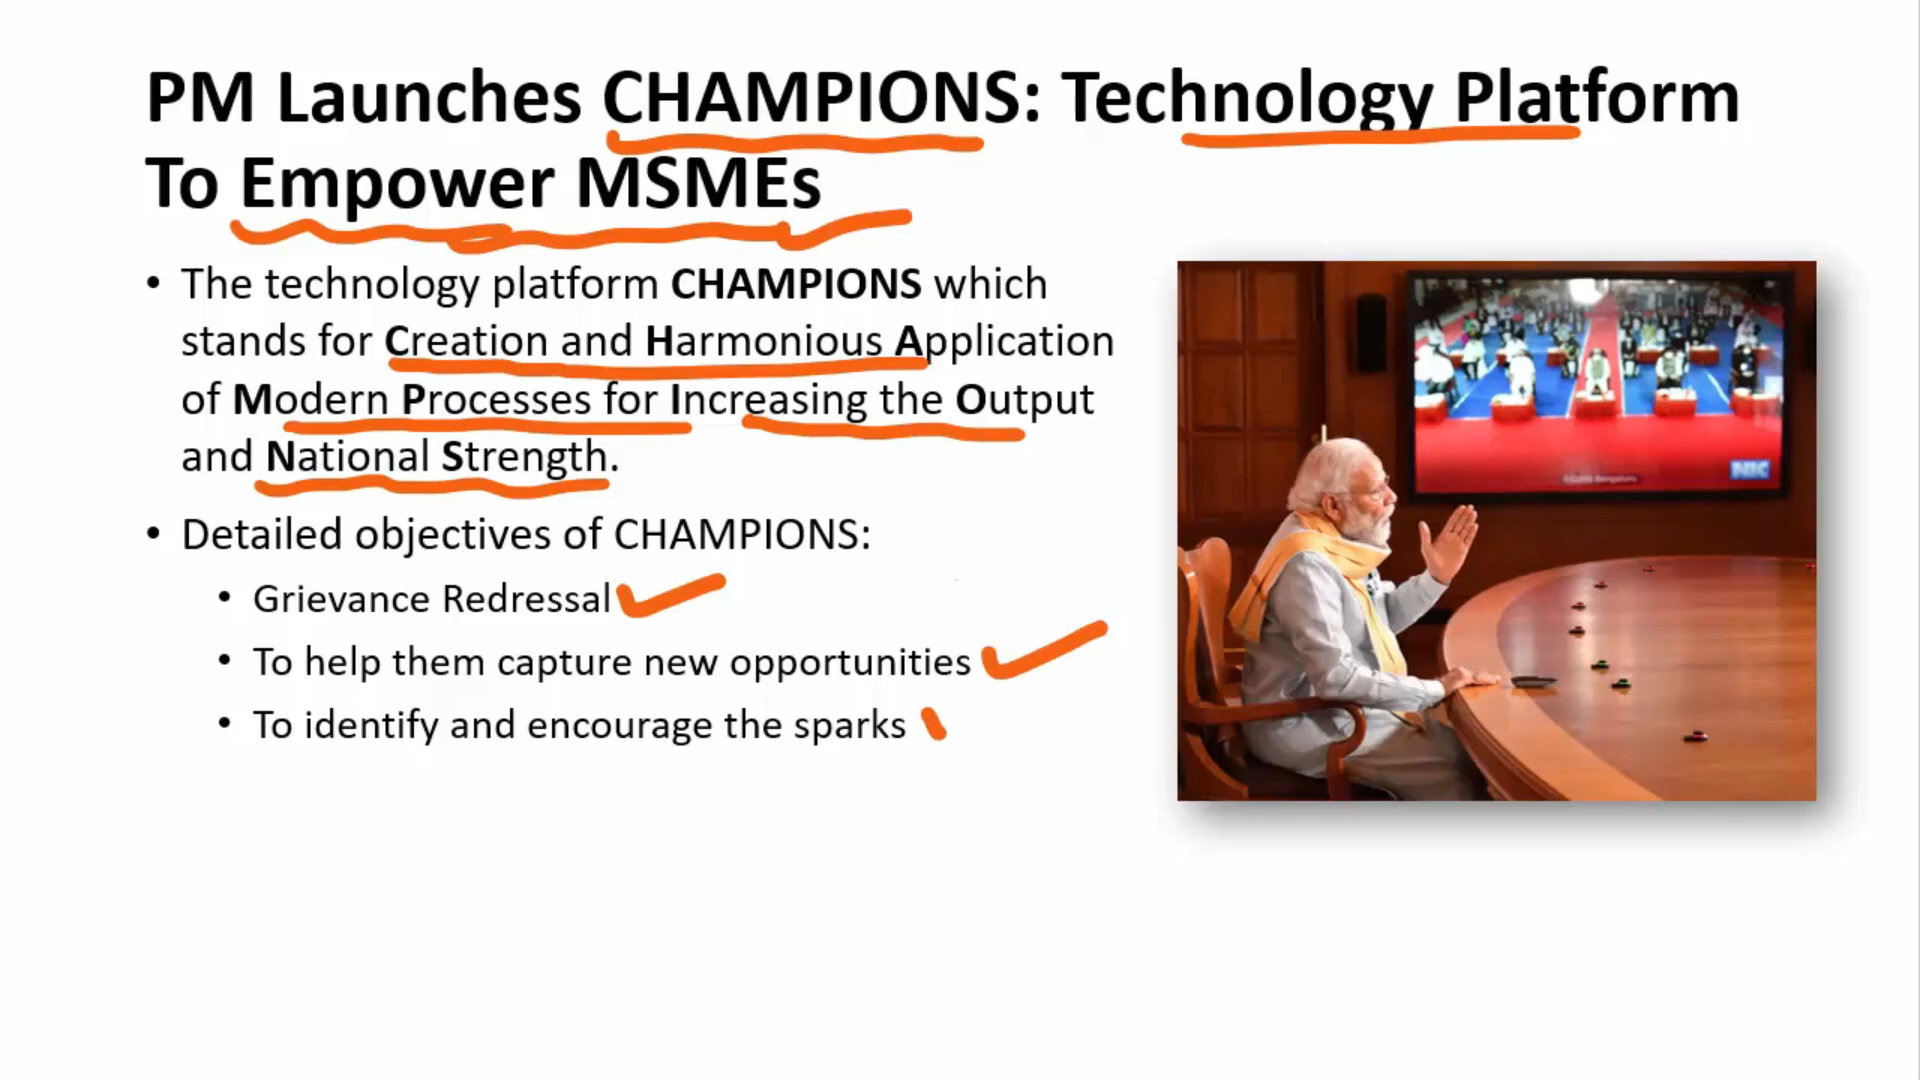 PM Launches CHAMPIONS: Technology Platform
To Empower MSMEs
• The technology platform CHAMPIONS which
stands for Creation and Harmonious Application
of Modern Processes for Increasing the Output
and National Strength.
• Detailed objectives of CHAMPIONS:
• Grievance Redressal
• To help them capture new opportunities
• To identify and encourage the sparks
NIC